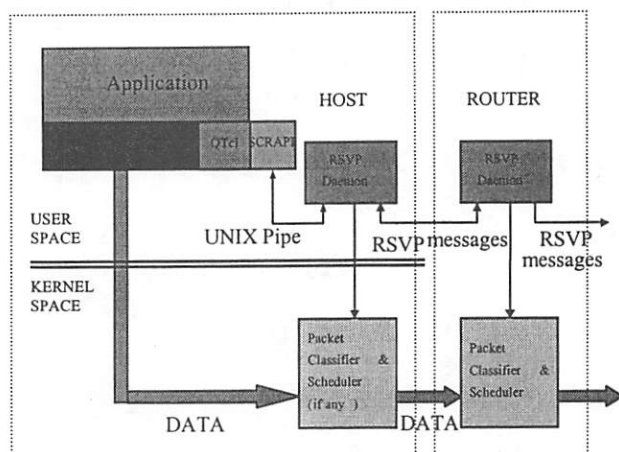 Application
HOST
ROUTER
QTcl
SCRAPI
RSVP
Daemon
RSVP
Daemon
USER
SPACE
UNIX Pipe
RSVP messages
RSVP
messages
KERNEL
SPACE
Packet
Classifier &
Scheduler
(if any )
Packet
Classifier &
Scheduler
DATA
DATA